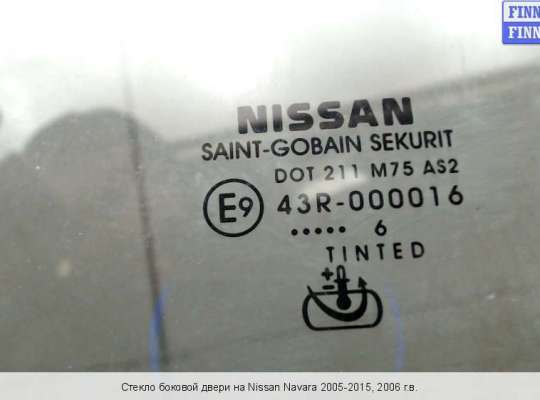 FINN
FINN
NISSAN
SAINT-GOBAIN SEKURIT
DOT 211 M75 AS2
E9 43R-000016
..... 6
TINTED
+
-
Стекло боковой двери на Nissan Navara 2005-2015, 2006 г.в.